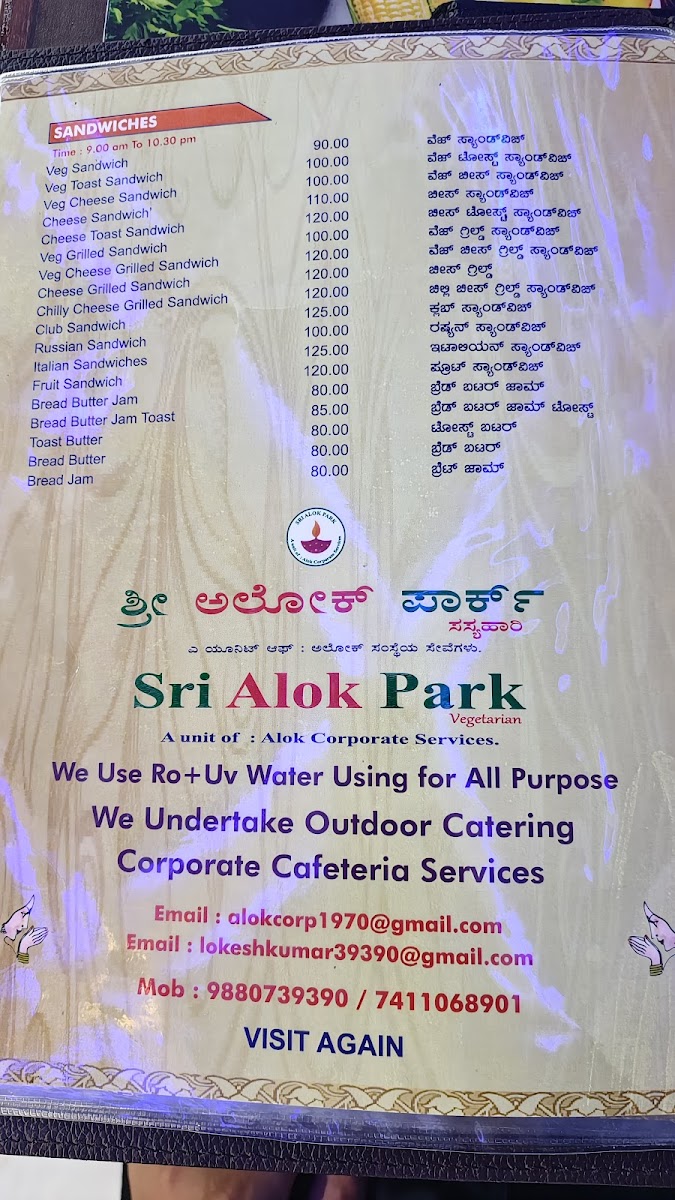 SANDWICHES
Time : 9.00 am To 10.30 pm
Veg Sandwich 90.00 ವೆಜ್ ಸ್ಯಾಂಡ್‌ವಿಚ್
Veg Toast Sandwich 100.00 ವೆಜ್ ಟೋಸ್ಟ್ ಸ್ಯಾಂಡ್‌ವಿಚ್
Veg Cheese Sandwich 100.00 ವೆಜ್ ಚೀಸ್ ಸ್ಯಾಂಡ್‌ವಿಚ್
Cheese Sandwich' 110.00 ಚೀಸ್ ಸ್ಯಾಂಡ್‌ವಿಚ್
Cheese Toast Sandwich 120.00 ಚೀಸ್ ಟೋಸ್ಟ್ ಸ್ಯಾಂಡ್‌ವಿಚ್
Veg Grilled Sandwich 100.00 ವೆಜ್ ಗ್ರಿಲ್ಡ್ ಸ್ಯಾಂಡ್‌ವಿಚ್
Veg Cheese Grilled Sandwich 120.00 ವೆಜ್ ಚೀಸ್ ಗ್ರಿಲ್ಡ್ ಸ್ಯಾಂಡ್‌ವಿಚ್
Cheese Grilled Sandwich 120.00 ಚೀಸ್ ಗ್ರಿಲ್ಡ್
Chilly Cheese Grilled Sandwich 120.00 ಚಿಲ್ಲಿ ಚೀಸ್ ಗ್ರಿಲ್ಡ್ ಸ್ಯಾಂಡ್‌ವಿಚ್
Club Sandwich 125.00 ಕ್ಲಬ್ ಸ್ಯಾಂಡ್‌ವಿಚ್
Russian Sandwich 100.00 ರಷ್ಯನ್ ಸ್ಯಾಂಡ್‌ವಿಚ್
Italian Sandwiches 125.00 ಇಟಾಲಿಯನ್ ಸ್ಯಾಂಡ್‌ವಿಚ್
Fruit Sandwich 120.00 ಪ್ರೂಟ್ ಸ್ಯಾಂಡ್‌ವಿಚ್
Bread Butter Jam 80.00 ಬ್ರೆಡ್ ಬಟರ್ ಜಾಮ್
Bread Butter Jam Toast 85.00 ಬ್ರೆಡ್ ಬಟರ್ ಜಾಮ್ ಟೋಸ್ಟ್
Toast Butter 80.00 ಟೋಸ್ಟ್ ಬಟರ್
Bread Butter 80.00 ಬ್ರೆಡ್ ಬಟರ್
Bread Jam 80.00 ಬ್ರೆಟ್ ಜಾಮ್
SRI ALOK PARK
A unit of : Alok Corporate Services
ಶ್ರೀ ಅಲೋಕ್ ಪಾರ್ಕ್
ಸಸ್ಯಹಾರಿ
ಎ ಯೂನಿಟ್ ಆಫ್ : ಅಲೋಕ್ ಸಂಸ್ಥೆಯ ಸೇವೆಗಳು.
Sri Alok Park
Vegetarian
A unit of : Alok Corporate Services.
We Use Ro+Uv Water Using for All Purpose
We Undertake Outdoor Catering
Corporate Cafeteria Services
Email : alokcorp1970@gmail.com
Email : lokeshkumar39390@gmail.com
Mob : 9880739390 / 7411068901
VISIT AGAIN